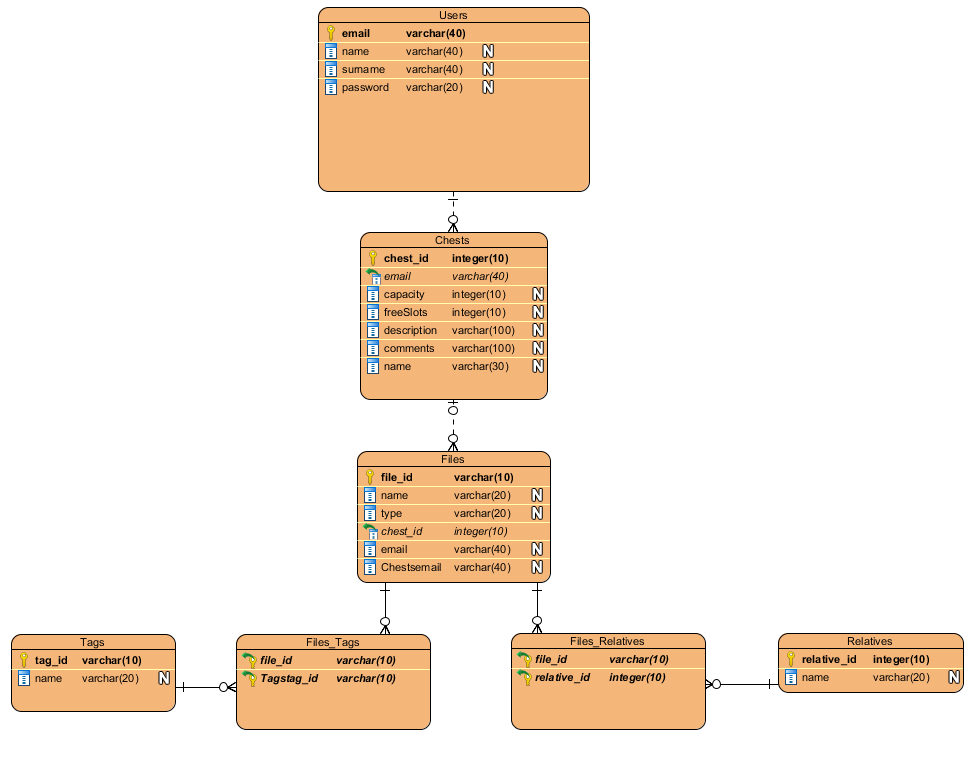 Users
email varchar(40)
name varchar(40) N
surname varchar(40) N
password varchar(20) N
Chests
chest_id integer(10)
email varchar(40)
capacity integer(10) N
freeSlots integer(10) N
description varchar(100) N
comments varchar(100) N
name varchar(30) N
Files
file_id varchar(10)
name varchar(20) N
type varchar(20) N
chest_id integer(10)
email varchar(40) N
Chestsemail varchar(40) N
Tags
tag_id varchar(10)
name varchar(20) N
Files_Tags
file_id varchar(10)
Tagstag_id varchar(10)
Files_Relatives
file_id varchar(10)
relative_id integer(10)
Relatives
relative_id integer(10)
name varchar(20) N